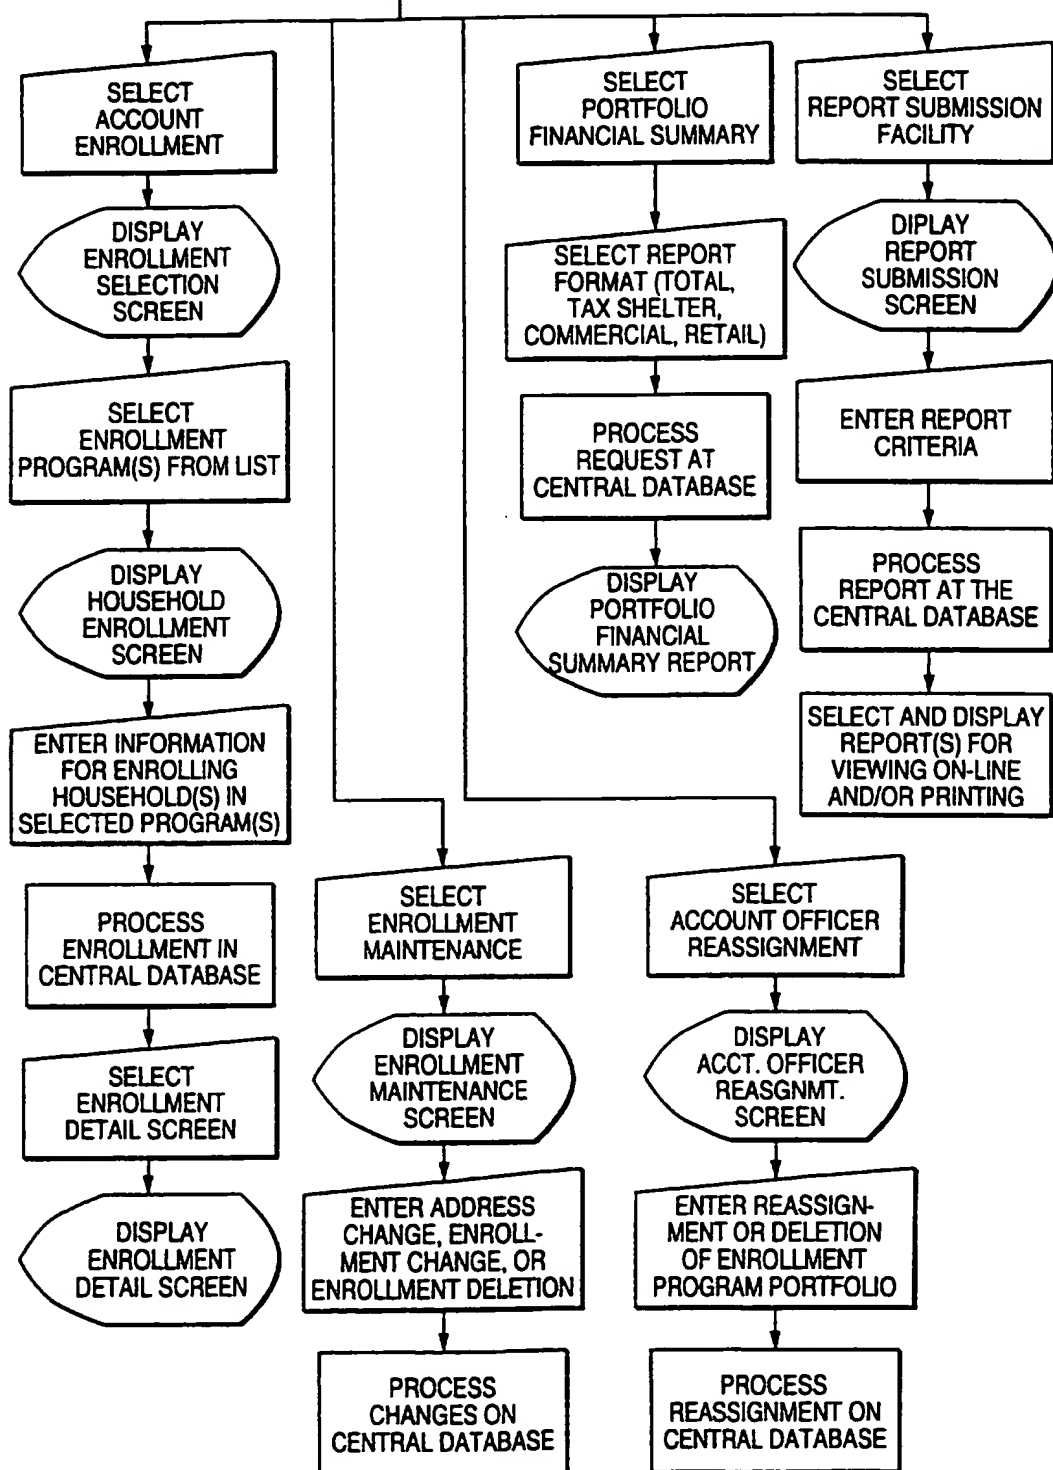 SELECT
ACCOUNT
ENROLLMENT
DISPLAY
ENROLLMENT
SELECTION
SCREEN
SELECT
ENROLLMENT
PROGRAM(S) FROM LIST
DISPLAY
HOUSEHOLD
ENROLLMENT
SCREEN
ENTER INFORMATION
FOR ENROLLING
HOUSEHOLD(S) IN
SELECTED PROGRAM(S)
PROCESS
ENROLLMENT IN
CENTRAL DATABASE
SELECT
ENROLLMENT
DETAIL SCREEN
DISPLAY
ENROLLMENT
DETAIL SCREEN
SELECT
ENROLLMENT
MAINTENANCE
DISPLAY
ENROLLMENT
MAINTENANCE
SCREEN
ENTER ADDRESS
CHANGE, ENROLL-
MENT CHANGE, OR
ENROLLMENT DELETION
PROCESS
CHANGES ON
CENTRAL DATABASE
SELECT
ACCOUNT OFFICER
REASSIGNMENT
DISPLAY
ACCT. OFFICER
REASGNMT.
SCREEN
ENTER REASSIGN-
MENT OR DELETION
OF ENROLLMENT
PROGRAM PORTFOLIO
PROCESS
REASSIGNMENT ON
CENTRAL DATABASE
SELECT
PORTFOLIO
FINANCIAL SUMMARY
SELECT REPORT
FORMAT (TOTAL,
TAX SHELTER,
COMMERCIAL, RETAIL)
PROCESS
REQUEST AT
CENTRAL DATABASE
DISPLAY
PORTFOLIO
FINANCIAL
SUMMARY REPORT
SELECT
REPORT SUBMISSION
FACILITY
DIPLAY
REPORT
SUBMISSION
SCREEN
ENTER REPORT
CRITERIA
PROCESS
REPORT AT THE
CENTRAL DATABASE
SELECT AND DISPLAY
REPORT(S) FOR
VIEWING ON-LINE
AND/OR PRINTING